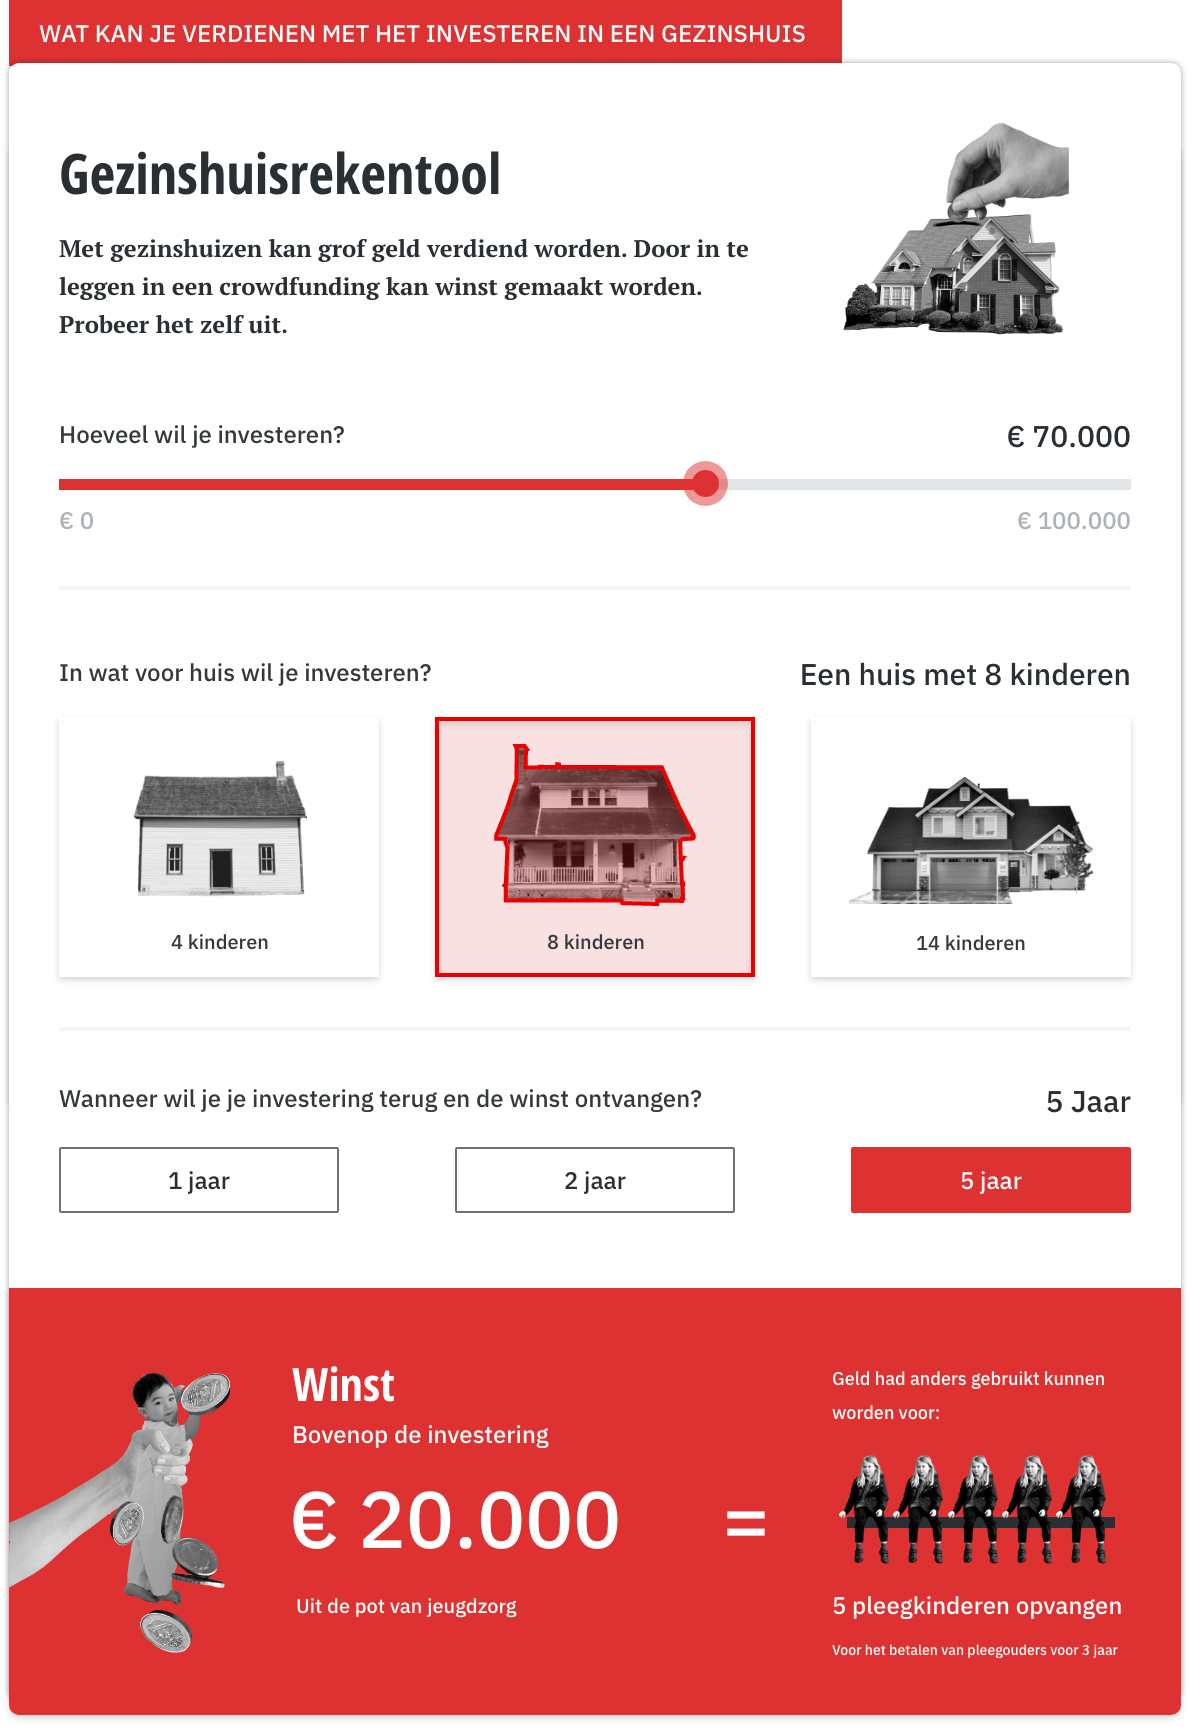 WAT KAN JE VERDIENEN MET HET INVESTEREN IN EEN GEZINSHUIS
Gezinshuisrekentool
Met gezinshuizen kan grof geld verdiend worden. Door in te
leggen in een crowdfunding kan winst gemaakt worden.
Probeer het zelf uit.
Hoeveel wil je investeren?
€ 70.000
€ 0
€ 100.000
In wat voor huis wil je investeren?
Een huis met 8 kinderen
4 kinderen
8 kinderen
14 kinderen
Wanneer wil je je investering terug en de winst ontvangen?
5 Jaar
1 jaar
2 jaar
5 jaar
Winst
Bovenop de investering
€ 20.000
Uit de pot van jeugdzorg
=
Geld had anders gebruikt kunnen
worden voor:
5 pleegkinderen opvangen
Voor het betalen van pleegouders voor 3 jaar